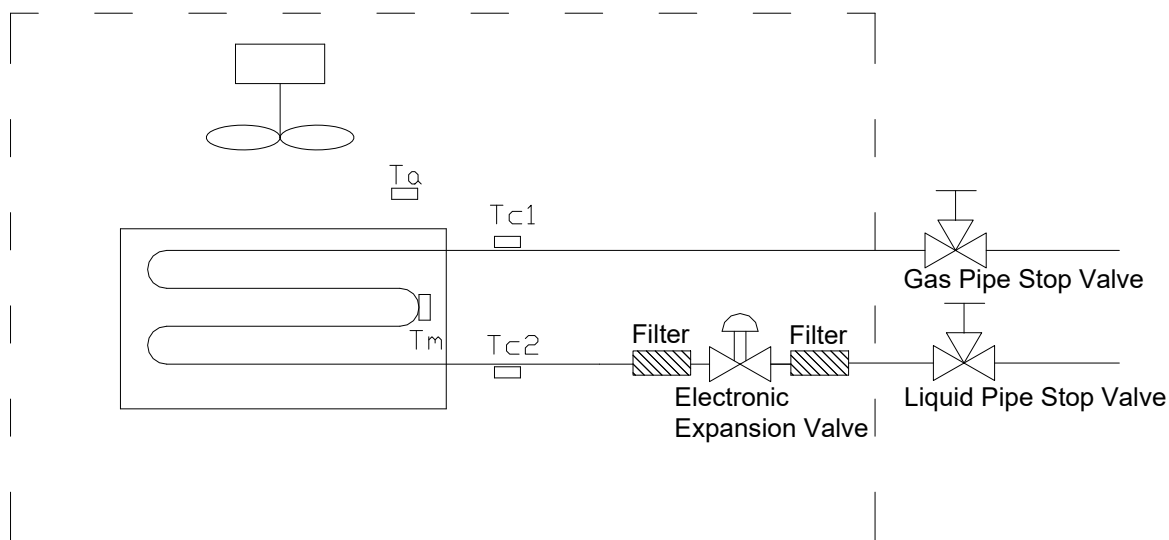 Ta
Tc1
Gas Pipe Stop Valve
Tm
Tc2
Filter
Filter
Electronic
Expansion Valve
Liquid Pipe Stop Valve